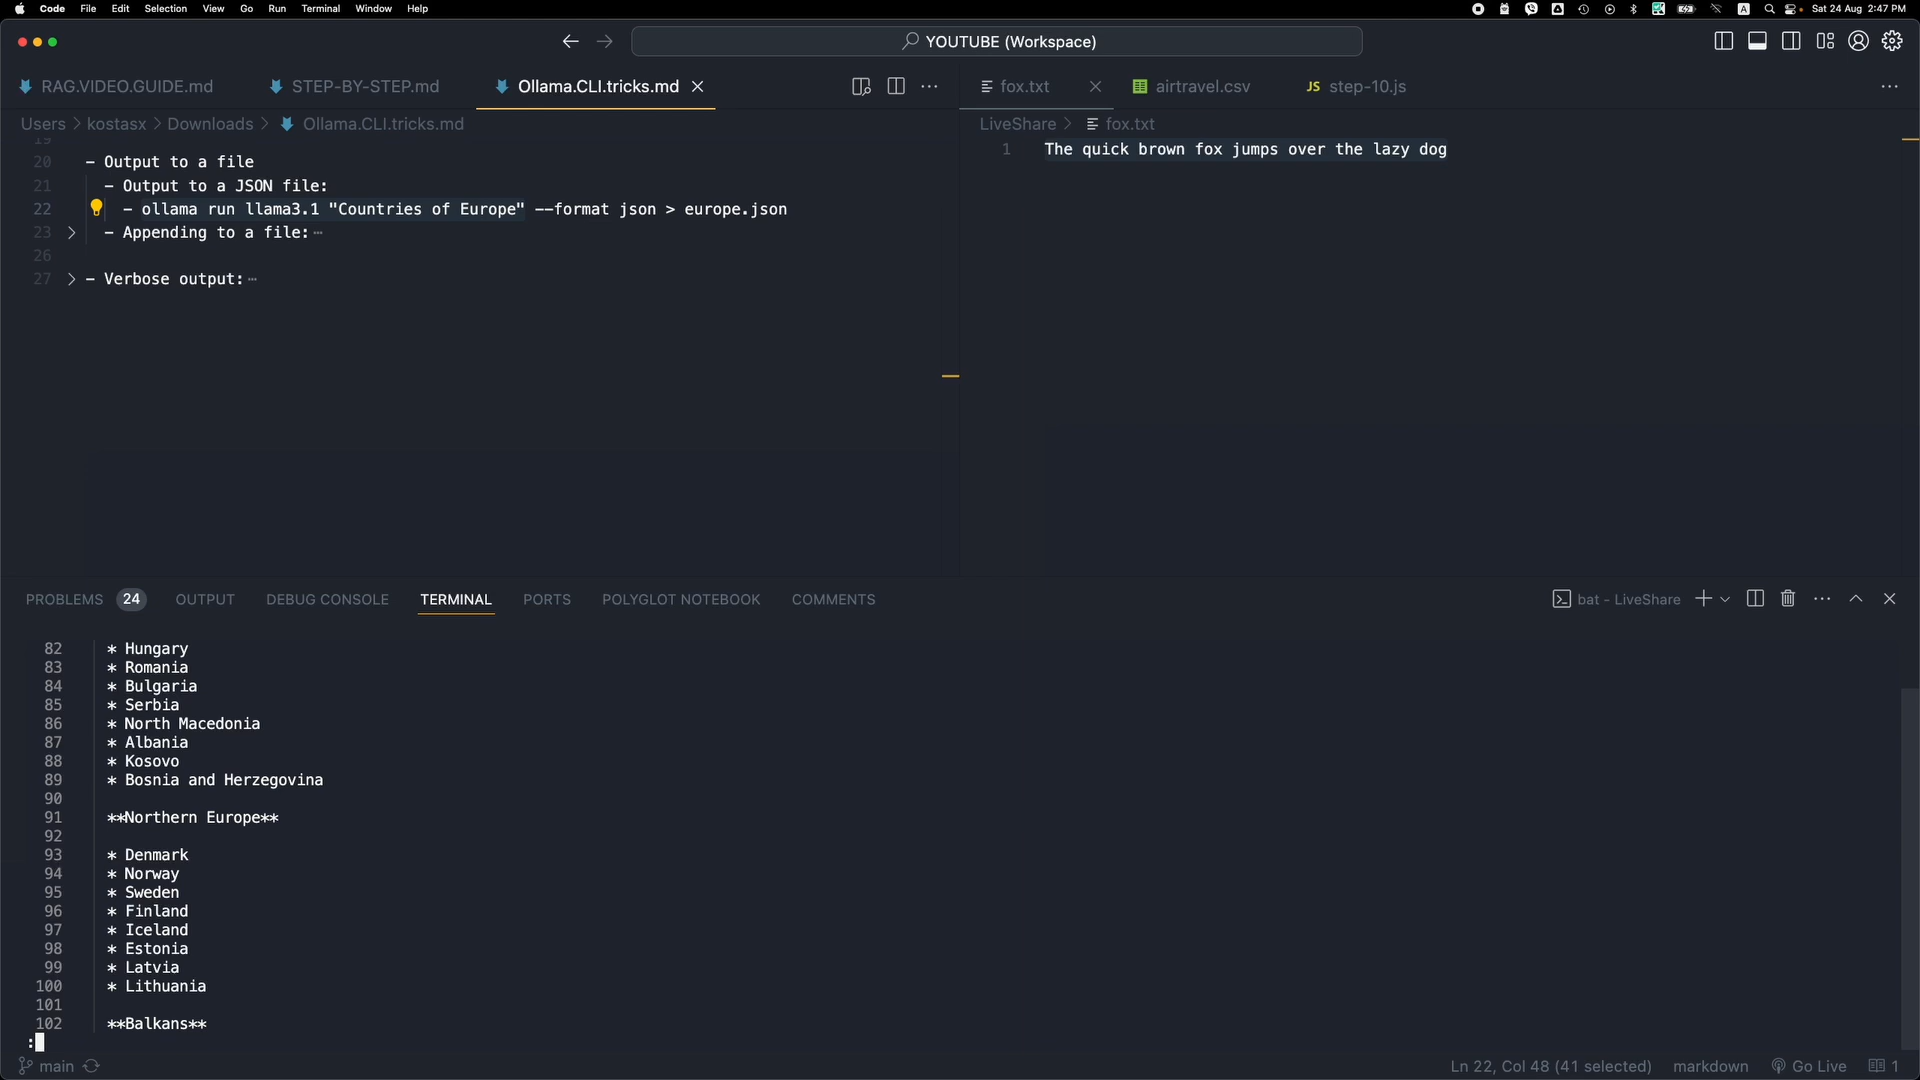 Code File Edit Selection View Go Run Terminal Window Help
A
A
Sat 24 Aug 2:47 PM
YOUTUBE (Workspace)
RAG.VIDEO.GUIDE.md STEP-BY-STEP.md Ollama.CLI.tricks.md
Users > kostasx > Downloads > Ollama.CLI.tricks.md
19
20 - Output to a file
21 - Output to a JSON file:
22 - ollama run llama3.1 "Countries of Europe" --format json > europe.json
23 > - Appending to a file: ⋯
26
27 > - Verbose output: ⋯
fox.txt airtravel.csv JS step-10.js
LiveShare > fox.txt
1 The quick brown fox jumps over the lazy dog
PROBLEMS 24 OUTPUT DEBUG CONSOLE TERMINAL PORTS POLYGLOT NOTEBOOK COMMENTS
bat - LiveShare
82 * Hungary
83 * Romania
84 * Bulgaria
85 * Serbia
86 * North Macedonia
87 * Albania
88 * Kosovo
89 * Bosnia and Herzegovina
90
91 **Northern Europe**
92
93 * Denmark
94 * Norway
95 * Sweden
96 * Finland
97 * Iceland
98 * Estonia
99 * Latvia
100 * Lithuania
101
102 **Balkans**
:
main
Ln 22, Col 48 (41 selected) markdown Go Live 1